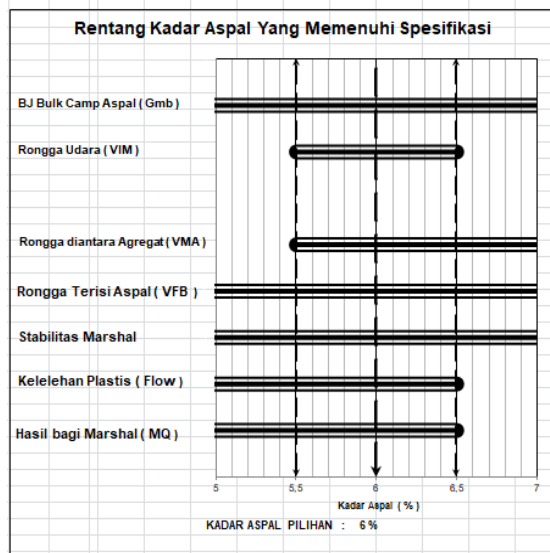 Rentang Kadar Aspal Yang Memenuhi Spesifikasi
BJ Bulk Camp Aspal ( Gmb )
Rongga Udara ( VIM )
Rongga diantara Agregat ( VMA )
Rongga Terisi Aspal ( VFB )
Stabilitas Marshal
Kelelehan Plastis ( Flow )
Hasil bagi Marshal ( MQ )
5 5,5 6 6,5 7
Kadar Aspal ( % )
KADAR ASPAL PILIHAN : 6 %